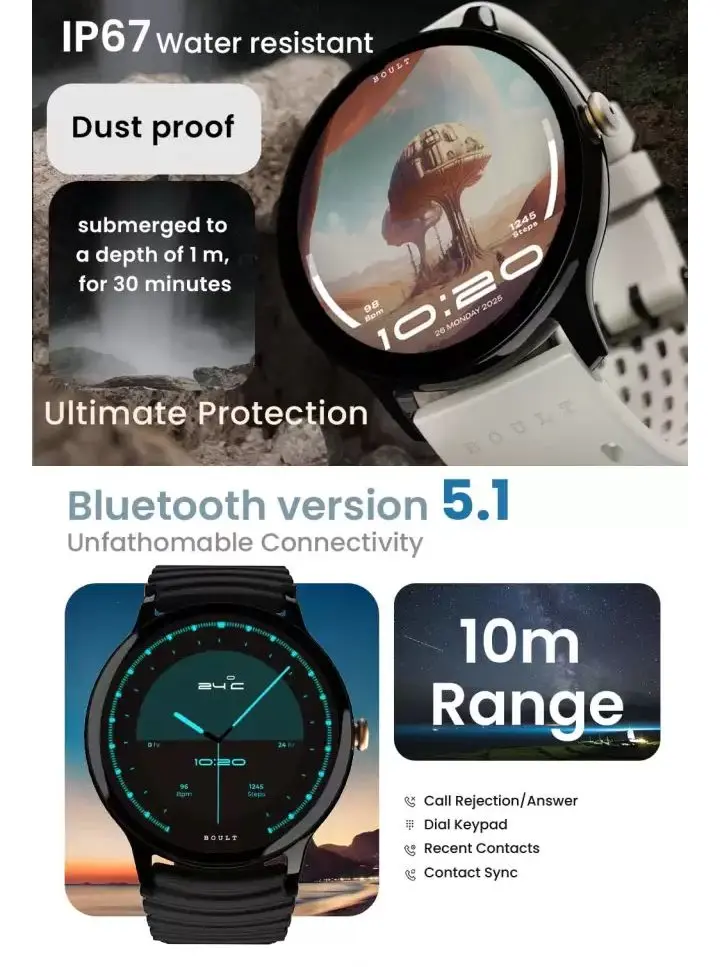 IP67 Water resistant
Dust proof
submerged to
a depth of 1 m,
for 30 minutes
Ultimate Protection
BOULT
1245
Steps
98
Bpm
10:20
26 MONDAY 2025
BOULT
Bluetooth version 5.1
Unfathomable Connectivity
24°C
24
10:20
96
Bpm
1245
Steps
BOULT
10m
Range
Call Rejection/Answer
Dial Keypad
Recent Contacts
Contact Sync